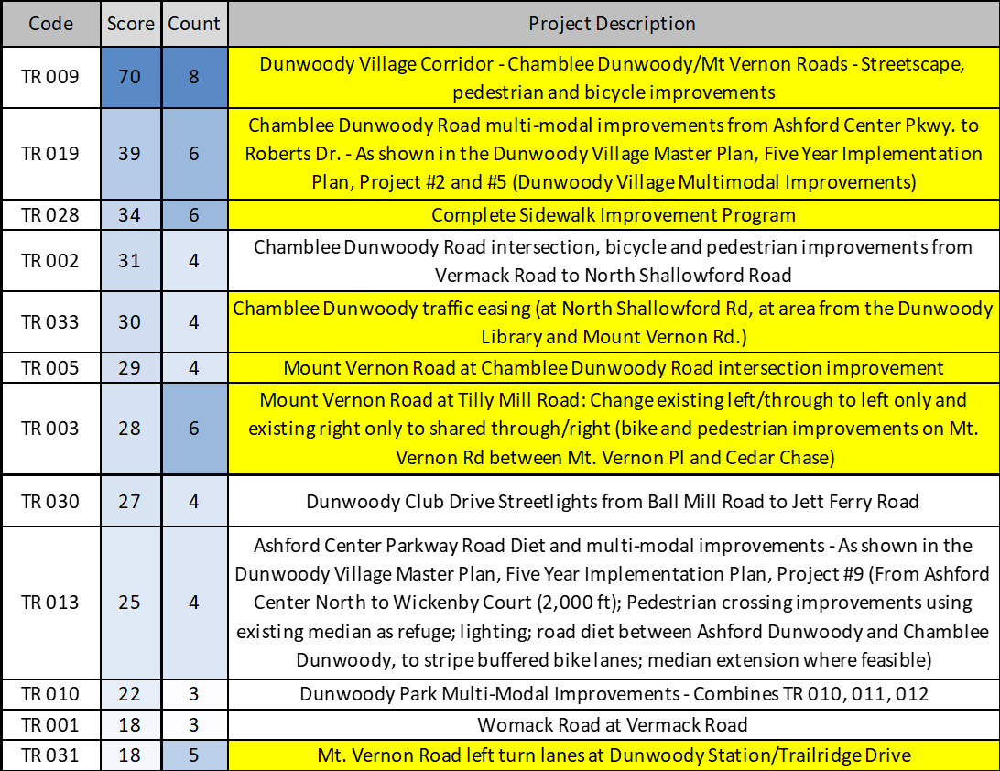 Code Score Count Project Description
TR 009 70 8 Dunwoody Village Corridor - Chamblee Dunwoody/Mt Vernon Roads - Streetscape,
pedestrian and bicycle improvements
TR 019 39 6 Chamblee Dunwoody Road multi-modal improvements from Ashford Center Pkwy. to
Roberts Dr. - As shown in the Dunwoody Village Master Plan, Five Year Implementation
Plan, Project #2 and #5 (Dunwoody Village Multimodal Improvements)
TR 028 34 6 Complete Sidewalk Improvement Program
TR 002 31 4 Chamblee Dunwoody Road intersection, bicycle and pedestrian improvements from
Vermack Road to North Shallowford Road
TR 033 30 4 Chamblee Dunwoody traffic easing (at North Shallowford Rd, at area from the Dunwoody
Library and Mount Vernon Rd.)
TR 005 29 4 Mount Vernon Road at Chamblee Dunwoody Road intersection improvement
TR 003 28 6 Mount Vernon Road at Tilly Mill Road: Change existing left/through to left only and
existing right only to shared through/right (bike and pedestrian improvements on Mt.
Vernon Rd between Mt. Vernon Pl and Cedar Chase)
TR 030 27 4 Dunwoody Club Drive Streetlights from Ball Mill Road to Jett Ferry Road
TR 013 25 4 Ashford Center Parkway Road Diet and multi-modal improvements - As shown in the
Dunwoody Village Master Plan, Five Year Implementation Plan, Project #9 (From Ashford
Center North to Wickenby Court (2,000 ft); Pedestrian crossing improvements using
existing median as refuge; lighting; road diet between Ashford Dunwoody and Chamblee
Dunwoody, to stripe buffered bike lanes; median extension where feasible)
TR 010 22 3 Dunwoody Park Multi-Modal Improvements - Combines TR 010, 011, 012
TR 001 18 3 Womack Road at Vermack Road
TR 031 18 5 Mt. Vernon Road left turn lanes at Dunwoody Station/Trailridge Drive